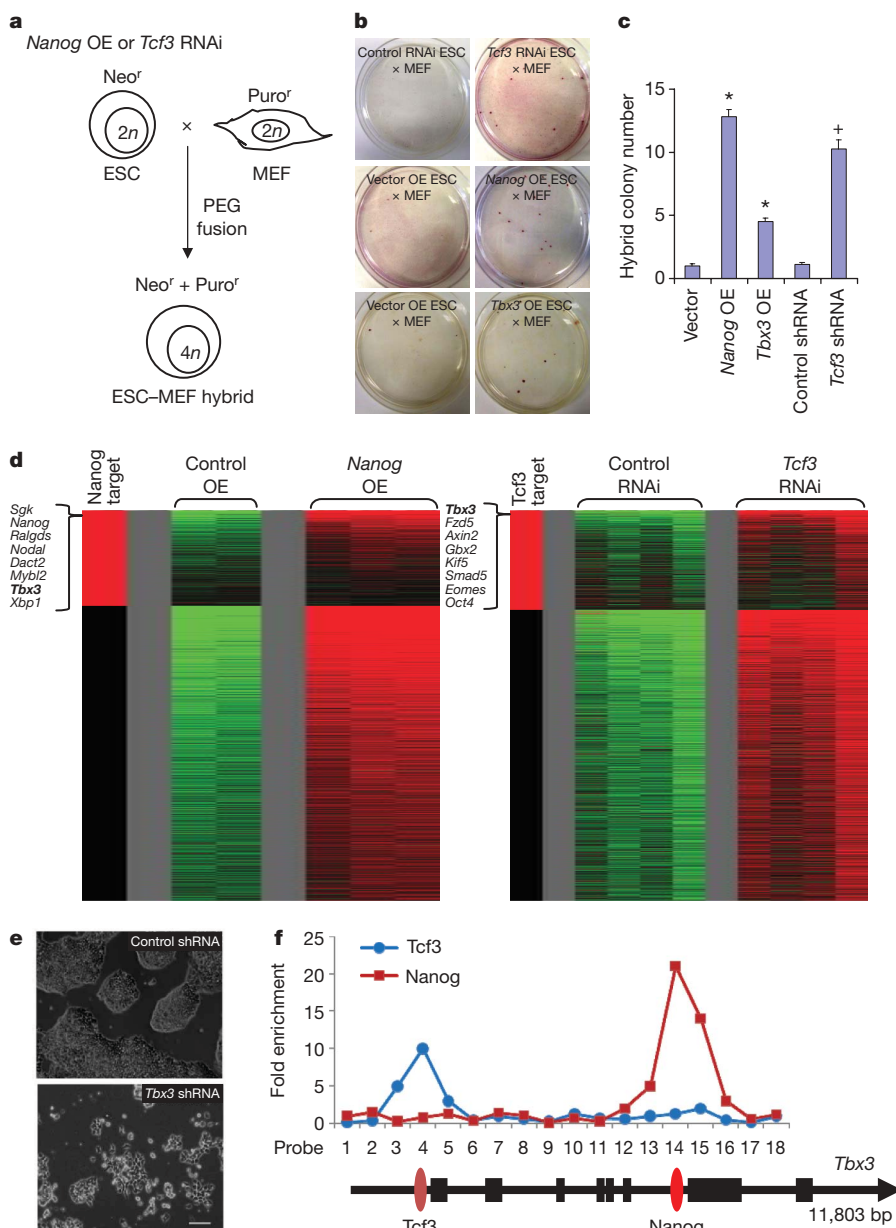 a
Nanog OE or Tcf3 RNAi
Neoʳ
Puroʳ
2n
×
2n
ESC
MEF
PEG
fusion
Neoʳ + Puroʳ
4n
ESC–MEF hybrid
b
Control RNAi ESC
× MEF
Tcf3 RNAi ESC
× MEF
Vector OE ESC
× MEF
Nanog OE ESC
× MEF
Vector OE ESC
× MEF
Tbx3 OE ESC
× MEF
c
Hybrid colony number
15
10
5
0
*
*
+
Vector
Nanog OE
Tbx3 OE
Control shRNA
Tcf3 shRNA
d
Nanog
target
Control
OE
Nanog
OE
Sgk
Nanog
Ralgds
Nodal
Dact2
Mybl2
Tbx3
Xbp1
Tcf3
target
Control
RNAi
Tcf3
RNAi
Tbx3
Fzd5
Axin2
Gbx2
Kif5
Smad5
Eomes
Oct4
e
Control shRNA
Tbx3 shRNA
f
Fold enrichment
25
20
15
10
5
0
Tcf3
Nanog
Probe 1 2 3 4 5 6 7 8 9 10 11 12 13 14 15 16 17 18
Tbx3
11,803 bp
Tcf3
Nanog